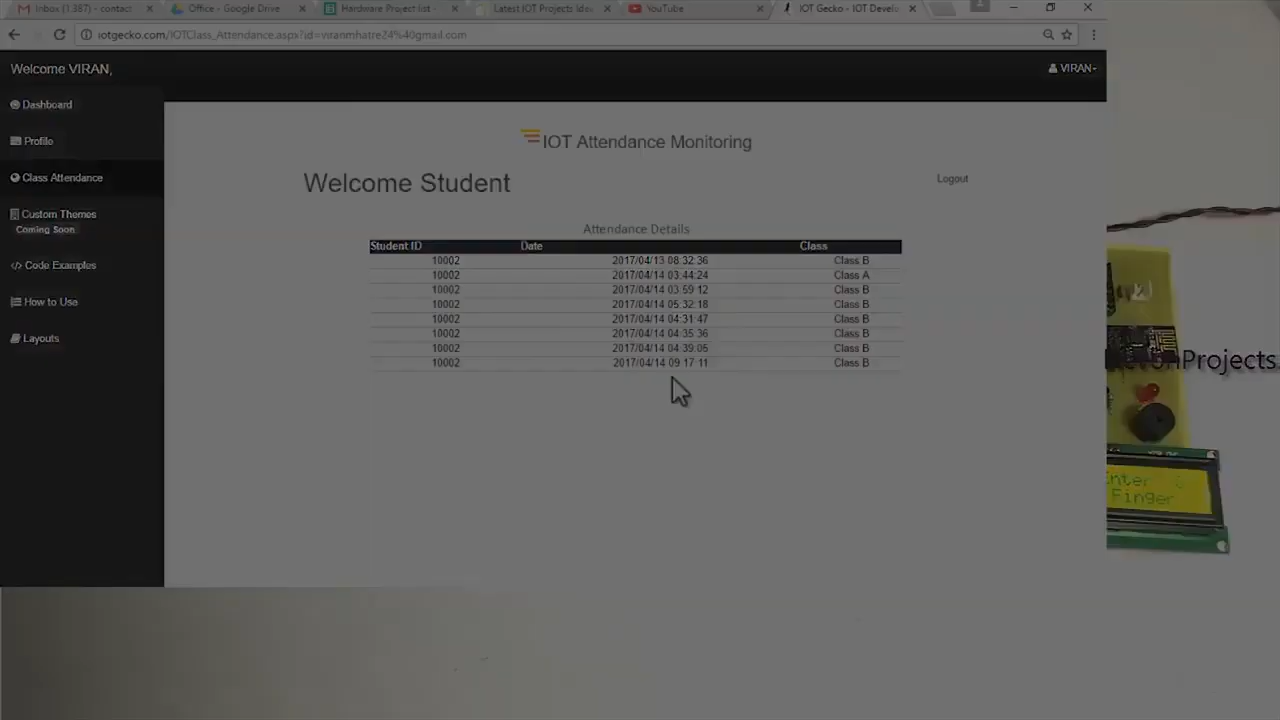 Inbox (1,387) - contact
Office - Google Drive
Hardware Project list -
Latest IOT Projects Idea
YouTube
IOT Gecko - IOT Develo
iotgecko.com/IOTClass_Attendance.aspx?id=viranmhatre24%40gmail.com
Welcome VIRAN,
VIRAN
Dashboard
Profile
Class Attendance
Custom Themes
Coming Soon
Code Examples
How to Use
Layouts
IOT Attendance Monitoring
Welcome Student
Logout
Attendance Details
Student ID Date Class
10002 2017/04/13 08:32:36 Class B
10002 2017/04/14 03:44:24 Class A
10002 2017/04/14 03:59:12 Class B
10002 2017/04/14 05:32:18 Class B
10002 2017/04/14 04:31:47 Class B
10002 2017/04/14 04:35:36 Class B
10002 2017/04/14 04:39:05 Class B
10002 2017/04/14 09:17:11 Class B
Projects.
Enter
Finger